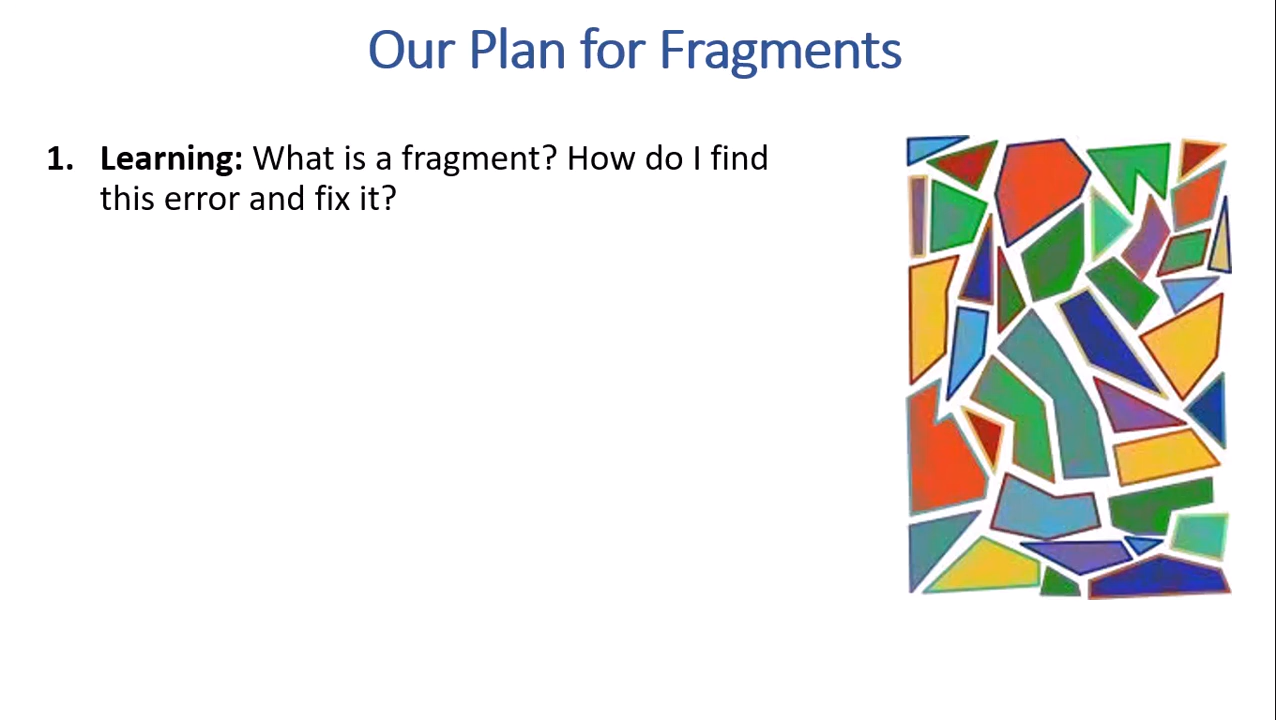 Our Plan for Fragments
1. Learning: What is a fragment? How do I find
this error and fix it?